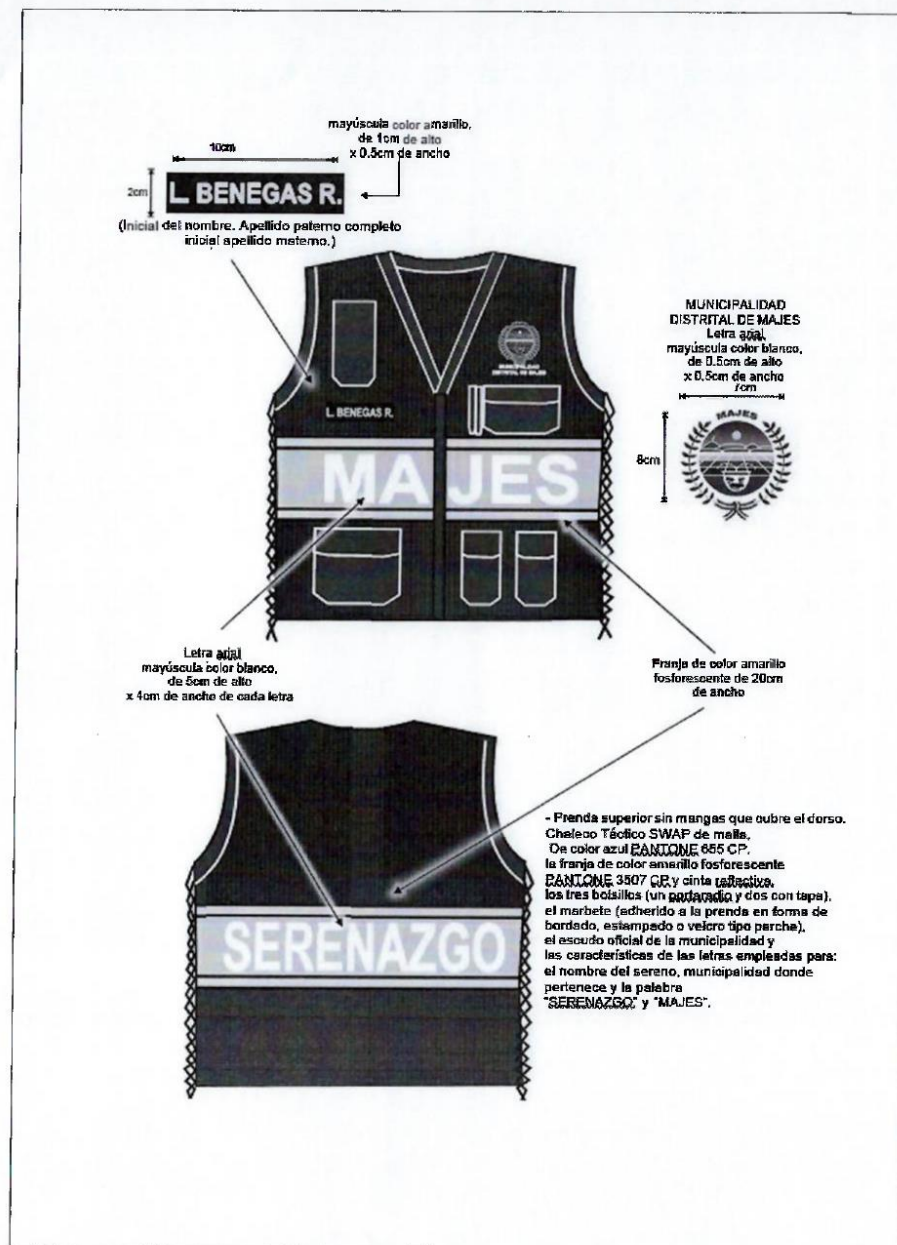 mayúscula color amarillo,
de 1cm de alto
x 0.5cm de ancho
10cm
2cm
L. BENEGAS R.
(Inicial del nombre. Apellido paterno completo
inicial apellido materno.)
MUNICIPALIDAD
DISTRITAL DE MAJES
L. BENEGAS R.
MAJES
MUNICIPALIDAD
DISTRITAL DE MAJES
Letra arial
mayúscula color blanco,
de 0.5cm de alto
x 0.5cm de ancho
7cm
8cm
MAJES
Letra arial
mayúscula color blanco,
de 5cm de alto
x 4cm de ancho de cada letra
Franja de color amarillo
fosforescente de 20cm
de ancho
SERENAZGO
- Prenda superior sin mangas que cubre el dorso.
Chaleco Táctico SWAP de malla,
De color azul PANTONE 655 CP,
la franja de color amarillo fosforescente
PANTONE 3507 CP y cinta reflectiva,
los tres bolsillos (un portaradio y dos con tapa),
el marbete (adherido a la prenda en forma de
bordado, estampado o velcro tipo parche),
el escudo oficial de la municipalidad y
las características de las letras empleadas para:
el nombre del sereno, municipalidad donde
pertenece y la palabra
"SERENAZGO" y "MAJES".